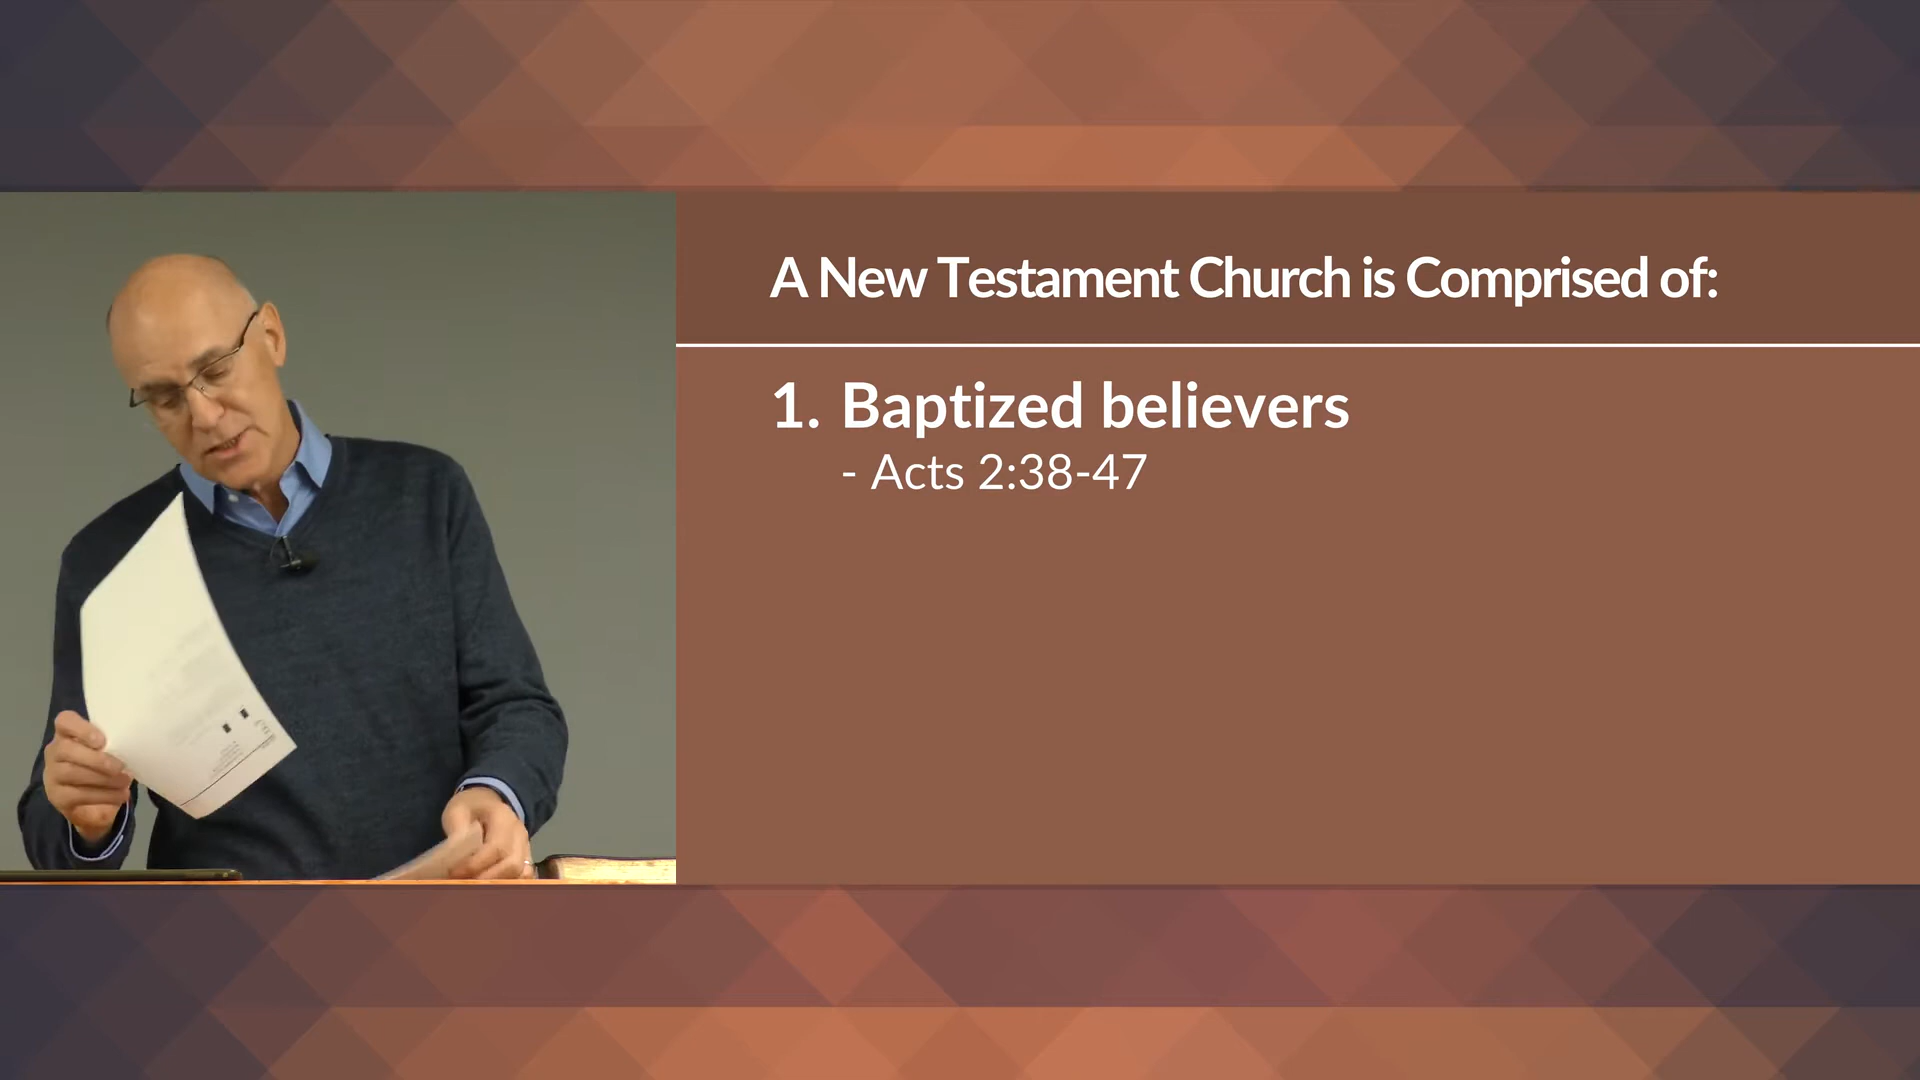 A New Testament Church is Comprised of:
1. Baptized believers
- Acts 2:38-47